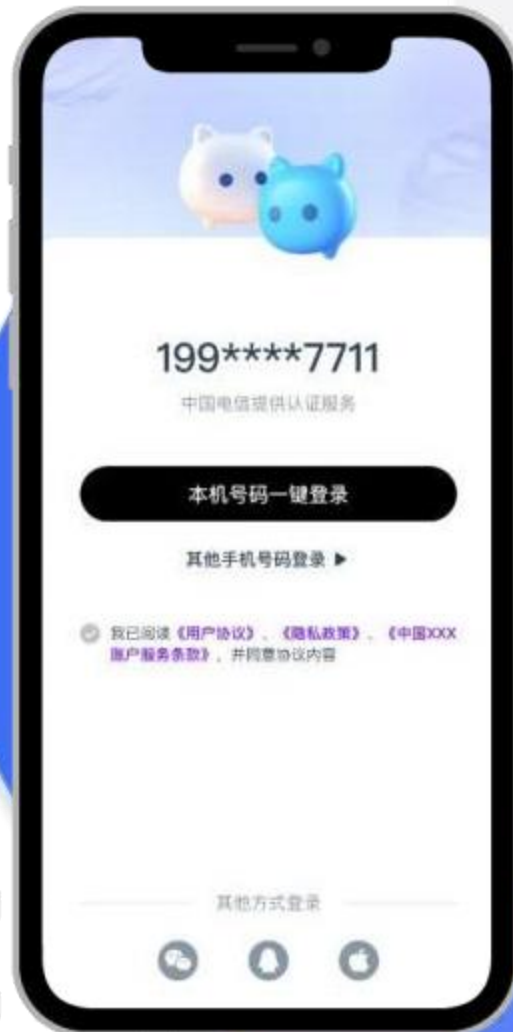 199****7711
中国电信提供认证服务
本机号码一键登录
其他手机号码登录 ▶
我已阅读《用户协议》、《隐私政策》、《中国XXX
账户服务条款》，并同意协议内容
其他方式登录